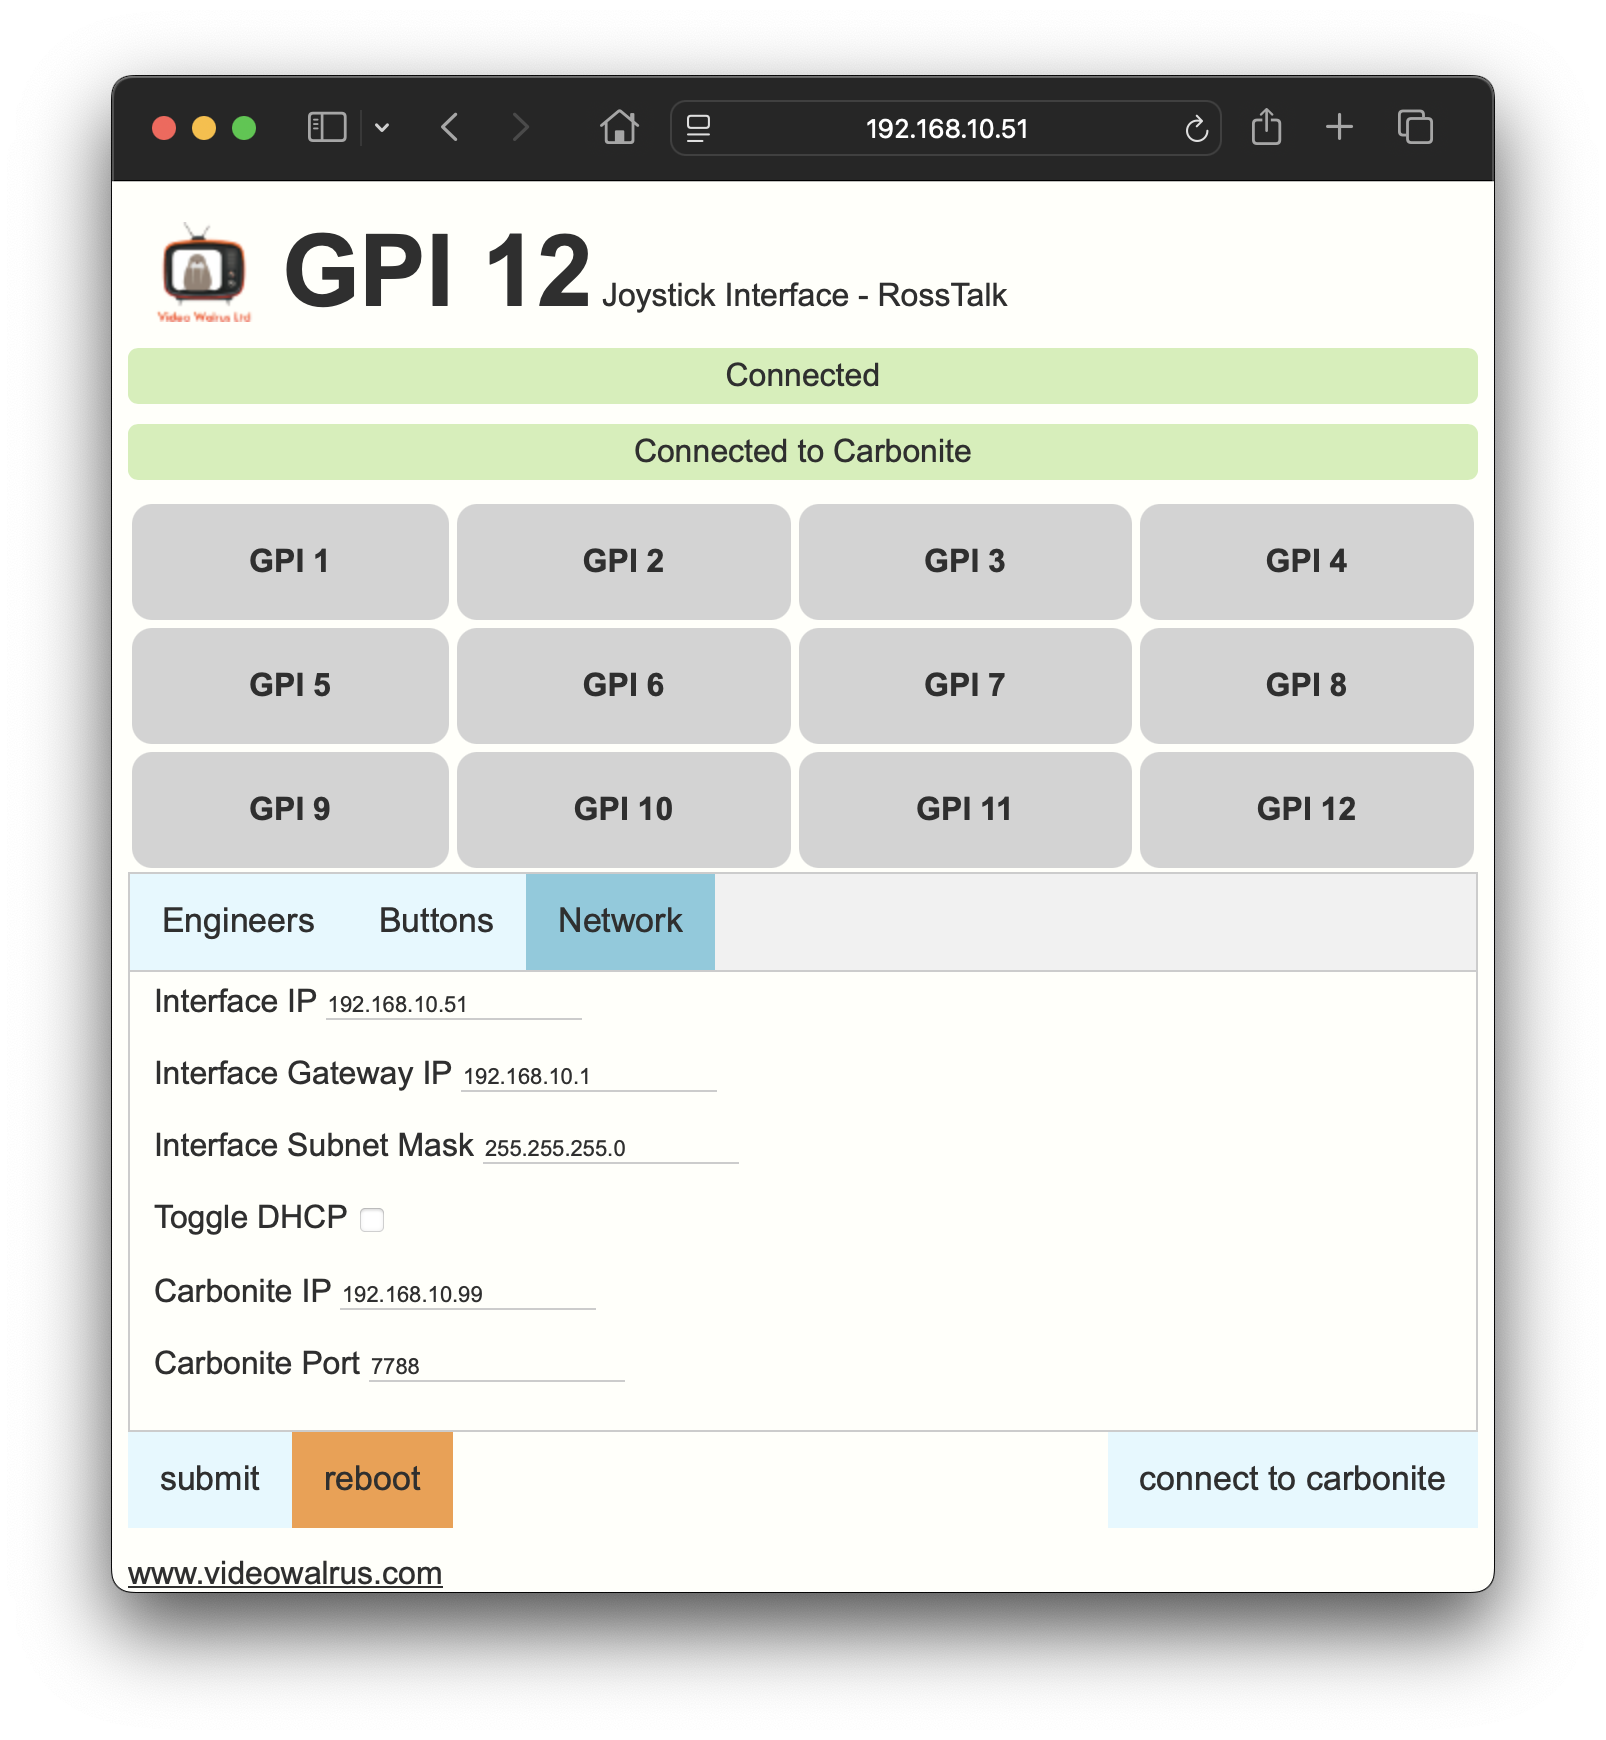 192.168.10.51
Video Walrus Ltd
GPI 12 Joystick Interface - RossTalk
Connected
Connected to Carbonite
GPI 1 GPI 2 GPI 3 GPI 4
GPI 5 GPI 6 GPI 7 GPI 8
GPI 9 GPI 10 GPI 11 GPI 12
Engineers Buttons Network
Interface IP 192.168.10.51
Interface Gateway IP 192.168.10.1
Interface Subnet Mask 255.255.255.0
Toggle DHCP
Carbonite IP 192.168.10.99
Carbonite Port 7788
submit reboot connect to carbonite
www.videowalrus.com